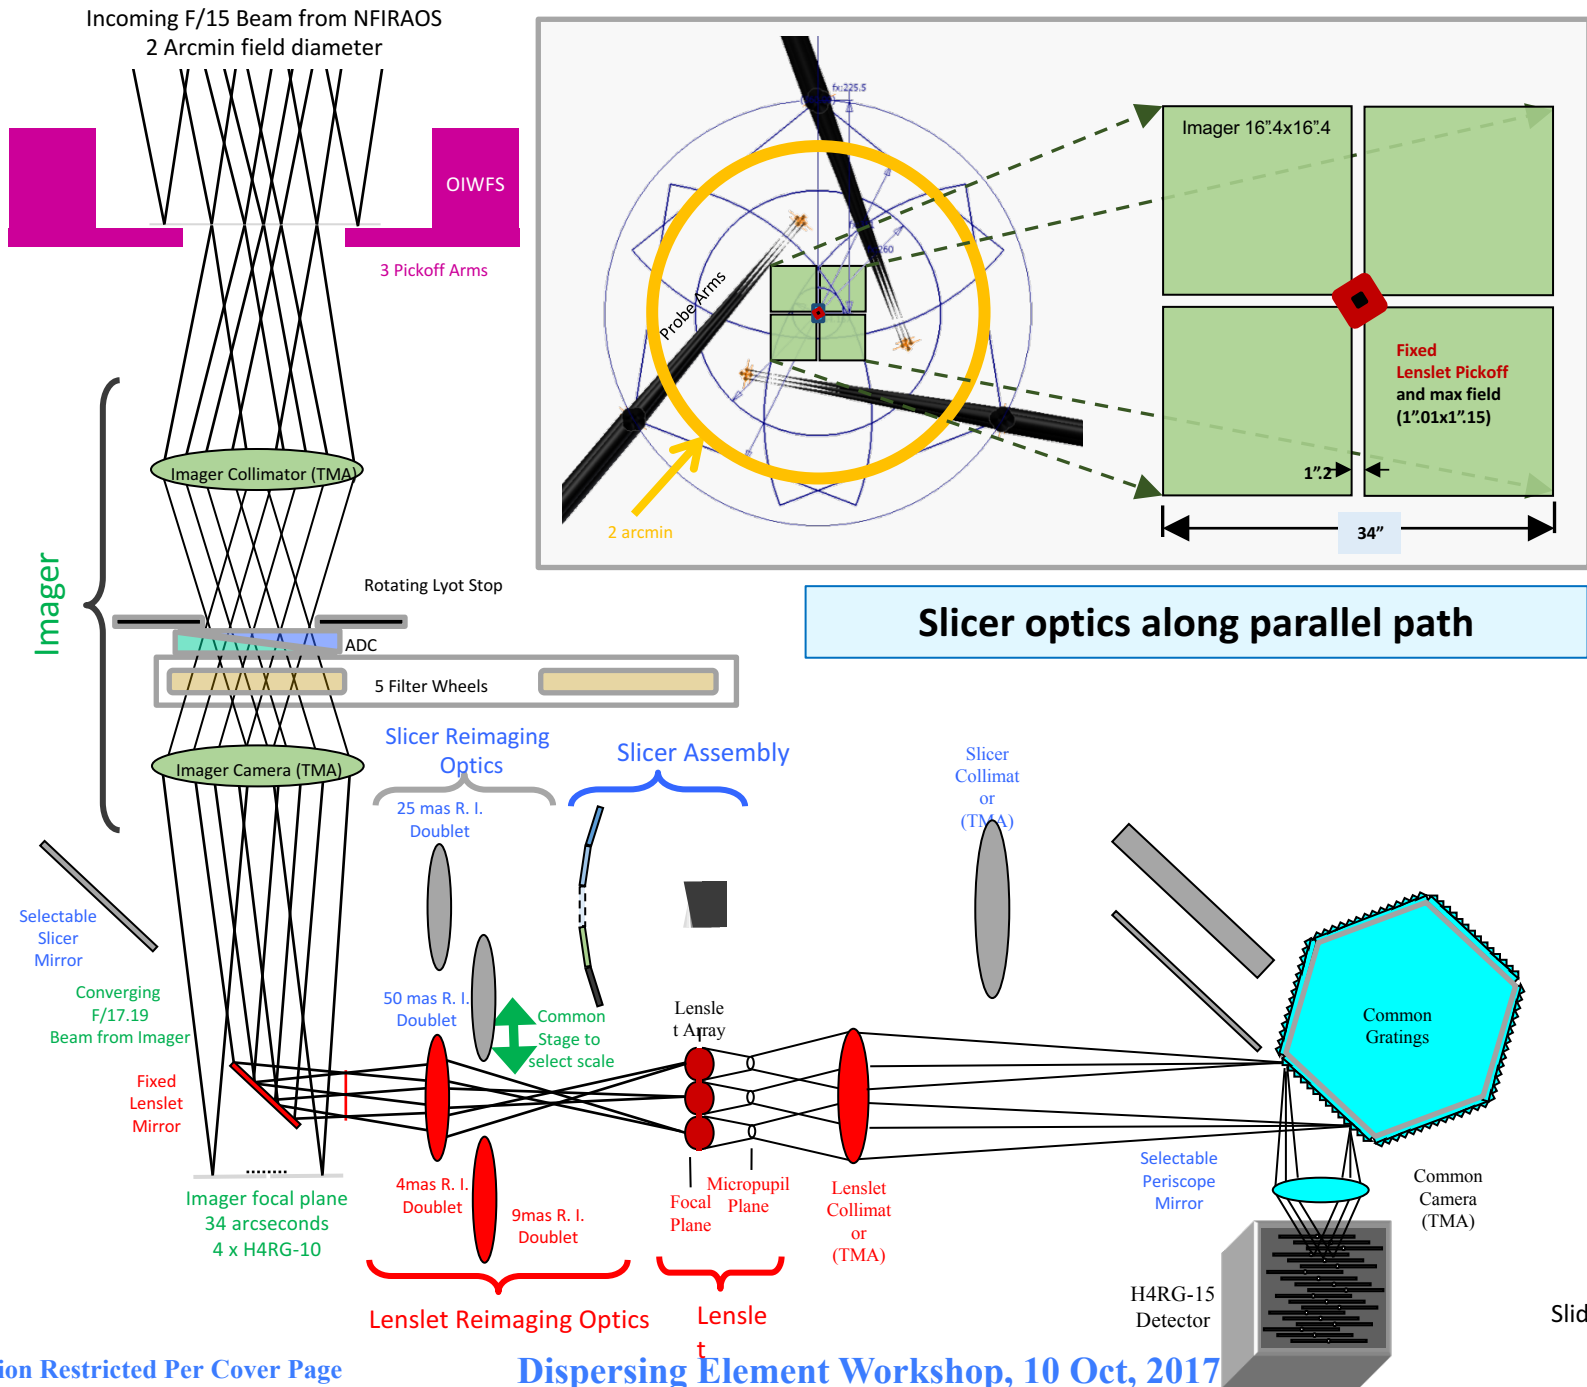 Incoming F/15 Beam from NFIRAOS
2 Arcmin field diameter
OIWFS
3 Pickoff Arms
fx:225.5
260
Probe Arms
2 arcmin
Imager 16”.4x16”.4
Fixed
Lenslet Pickoff
and max field
(1”.01x1”.15)
1”.2
34”
Imager
Imager Collimator (TMA)
Rotating Lyot Stop
ADC
5 Filter Wheels
Imager Camera (TMA)
Slicer optics along parallel path
Slicer Reimaging
Optics
25 mas R. I.
Doublet
Slicer Assembly
Slicer
Collimat
or
(TMA)
Selectable
Slicer
Mirror
Converging
F/17.19
Beam from Imager
50 mas R. I.
Doublet
Common
Stage to
select scale
Lensle
t Array
Common
Gratings
Fixed
Lenslet
Mirror
Imager focal plane
34 arcseconds
4 x H4RG-10
4mas R. I.
Doublet
9mas R. I.
Doublet
Focal
Plane
Micropupil
Plane
Lenslet
Collimat
or
(TMA)
Selectable
Periscope
Mirror
Common
Camera
(TMA)
H4RG-15
Detector
Lenslet Reimaging Optics
Lensle
t
Slid
ion Restricted Per Cover Page
Dispersing Element Workshop, 10 Oct, 2017